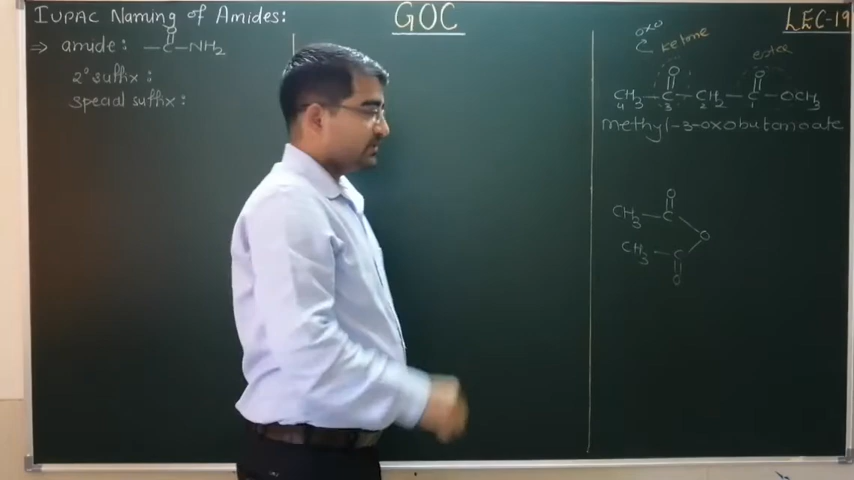 IUPAC Naming of Amides:
GOC
LEC-19
⇒ amide: -C-NH2
O
2° suffix:
special suffix:
oxo
C ketone
ester
O O
CH3-C-CH2-C-OCH3
4 3 2 1
methyl-3-oxobutanoate
O
CH3-C
O
CH3-C
O